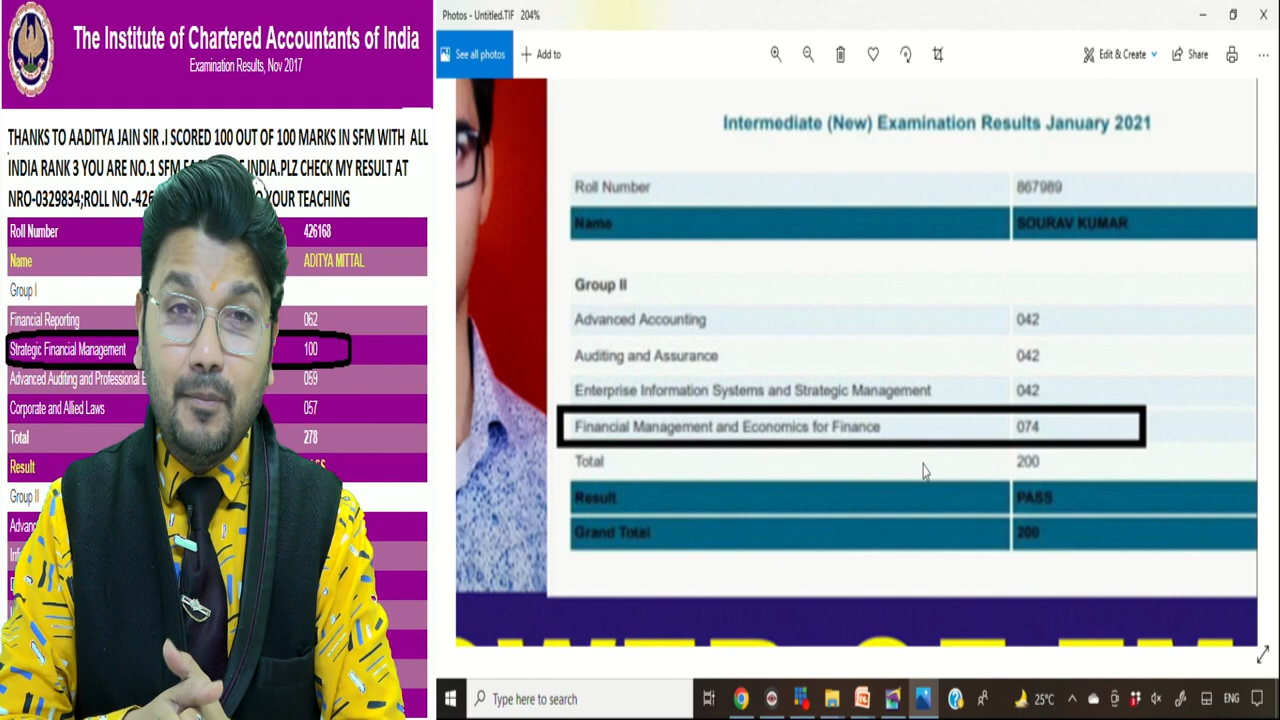 The Institute of Chartered Accountants of India
Examination Results, Nov 2017
THANKS TO AADITYA JAIN SIR .I SCORED 100 OUT OF 100 MARKS IN SFM WITH ALL
INDIA RANK 3 YOU ARE NO.1 SFM INDIA.PLZ CHECK MY RESULT AT
NRO-0329834;ROLL NO.-426 YOUR TEACHING
Roll Number 426168
Name ADITYA MITTAL
Group I
Financial Reporting 062
Strategic Financial Management 100
Advanced Auditing and Professional 059
Corporate and Allied Laws 057
Total 278
Result
Group II
Photos - Untitled.TIF 204%
See all photos
Add to
Edit & Create
Share
Intermediate (New) Examination Results January 2021
Roll Number 867989
Name SOURAV KUMAR
Group II
Advanced Accounting 042
Auditing and Assurance 042
Enterprise Information Systems and Strategic Management 042
Financial Management and Economics for Finance 074
Total 200
Result PASS
Grand Total 200
Type here to search
25°C
ENG